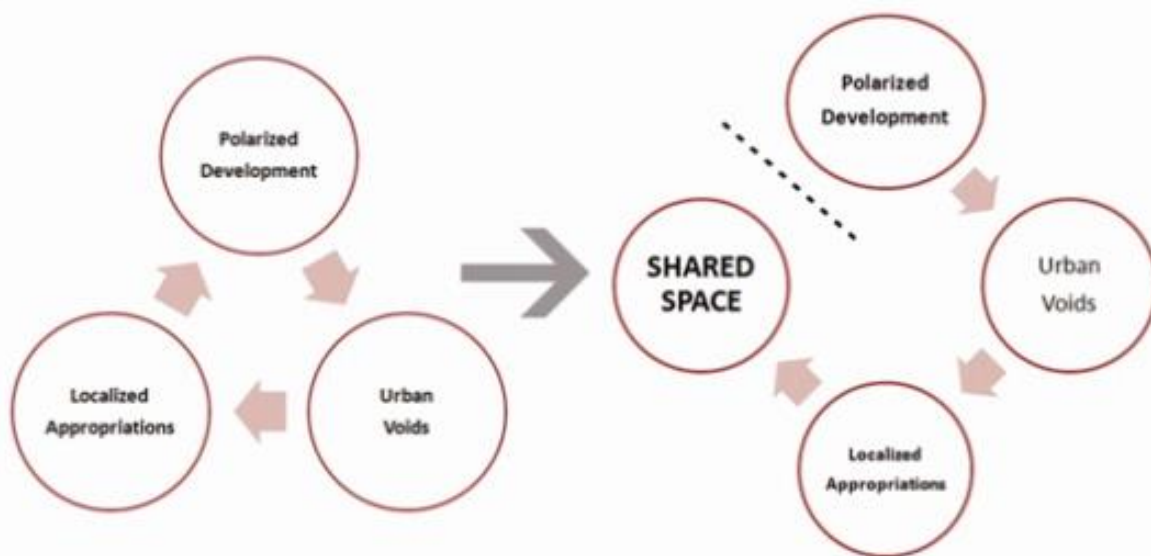 Polarized
Development
Localized
Appropriations
Urban
Voids
Polarized
Development
SHARED
SPACE
Urban
Voids
Localized
Appropriations